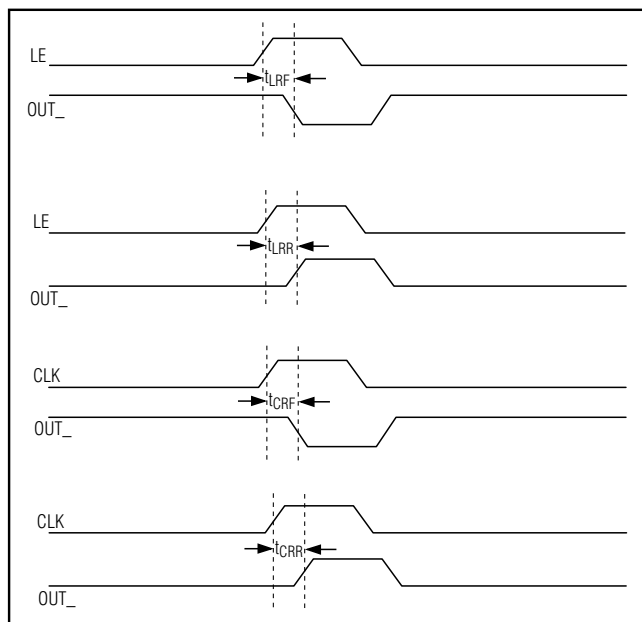 LE
tLRF
OUT_
LE
tLRR
OUT_
CLK
tCRF
OUT_
CLK
tCRR
OUT_